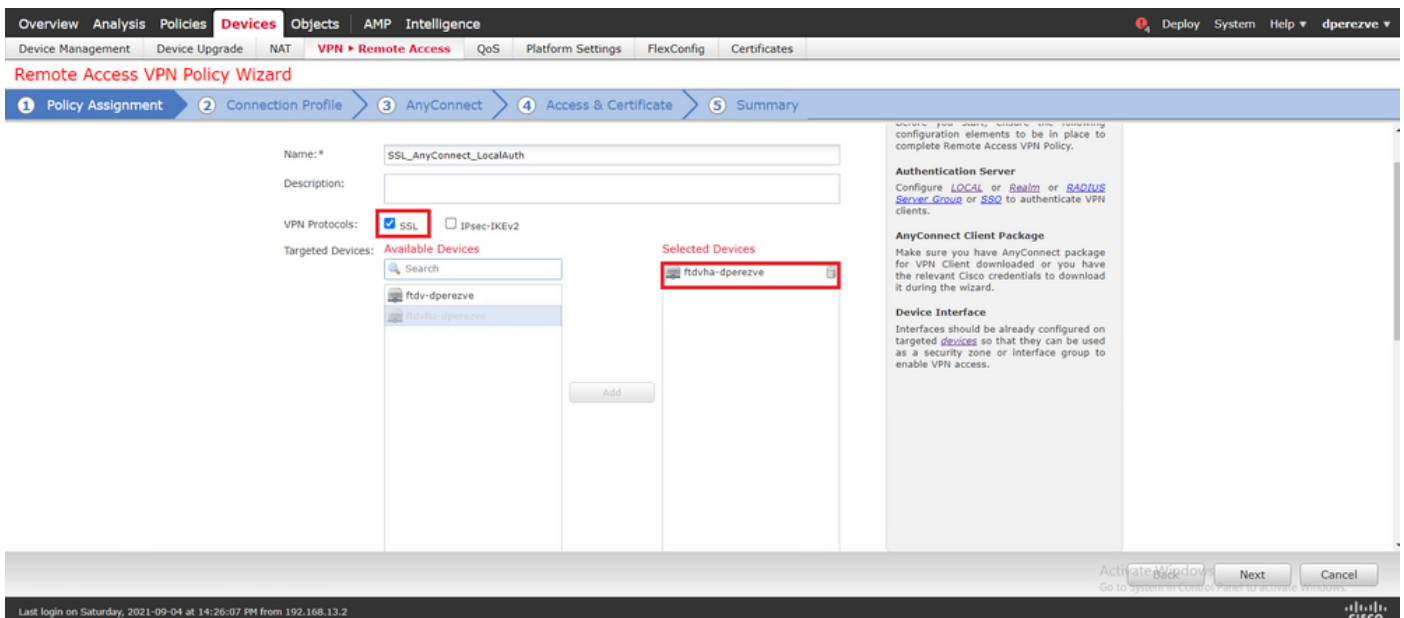 Overview Analysis Policies Devices Objects AMP Intelligence
4 Deploy System Help ▾ dperezve ▾
Device Management Device Upgrade NAT VPN ▸ Remote Access QoS Platform Settings FlexConfig Certificates
Remote Access VPN Policy Wizard
1 Policy Assignment 2 Connection Profile 3 AnyConnect 4 Access & Certificate 5 Summary
Name:* SSL_AnyConnect_LocalAuth
Description:
VPN Protocols: SSL IPsec-IKEv2
Targeted Devices: Available Devices
Search
ftdv-dperezve
ftdvha-dperezve
Add
Selected Devices
ftdvha-dperezve
Before you start, ensure the following
configuration elements to be in place to
complete Remote Access VPN Policy.
Authentication Server
Configure LOCAL or Realm or RADIUS
Server Group or SSO to authenticate VPN
clients.
AnyConnect Client Package
Make sure you have AnyConnect package
for VPN Client downloaded or you have
the relevant Cisco credentials to download
it during the wizard.
Device Interface
Interfaces should be already configured on
targeted devices so that they can be used
as a security zone or interface group to
enable VPN access.
Activate Windows
Go to System in Control Panel to activate Windows.
Back Next Cancel
Last login on Saturday, 2021-09-04 at 14:26:07 PM from 192.168.13.2
CISCO